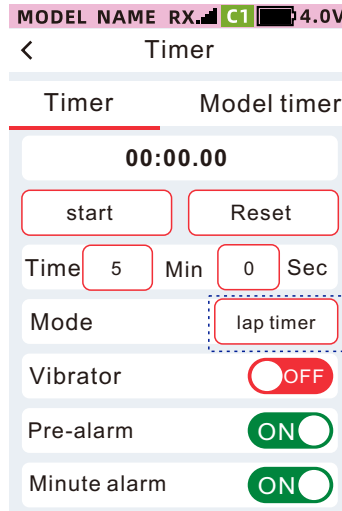 MODEL NAME RX C1 4.0V
< Timer
Timer Model timer
00:00.00
start Reset
Time 5 Min 0 Sec
Mode lap timer
Vibrator OFF
Pre-alarm ON
Minute alarm ON